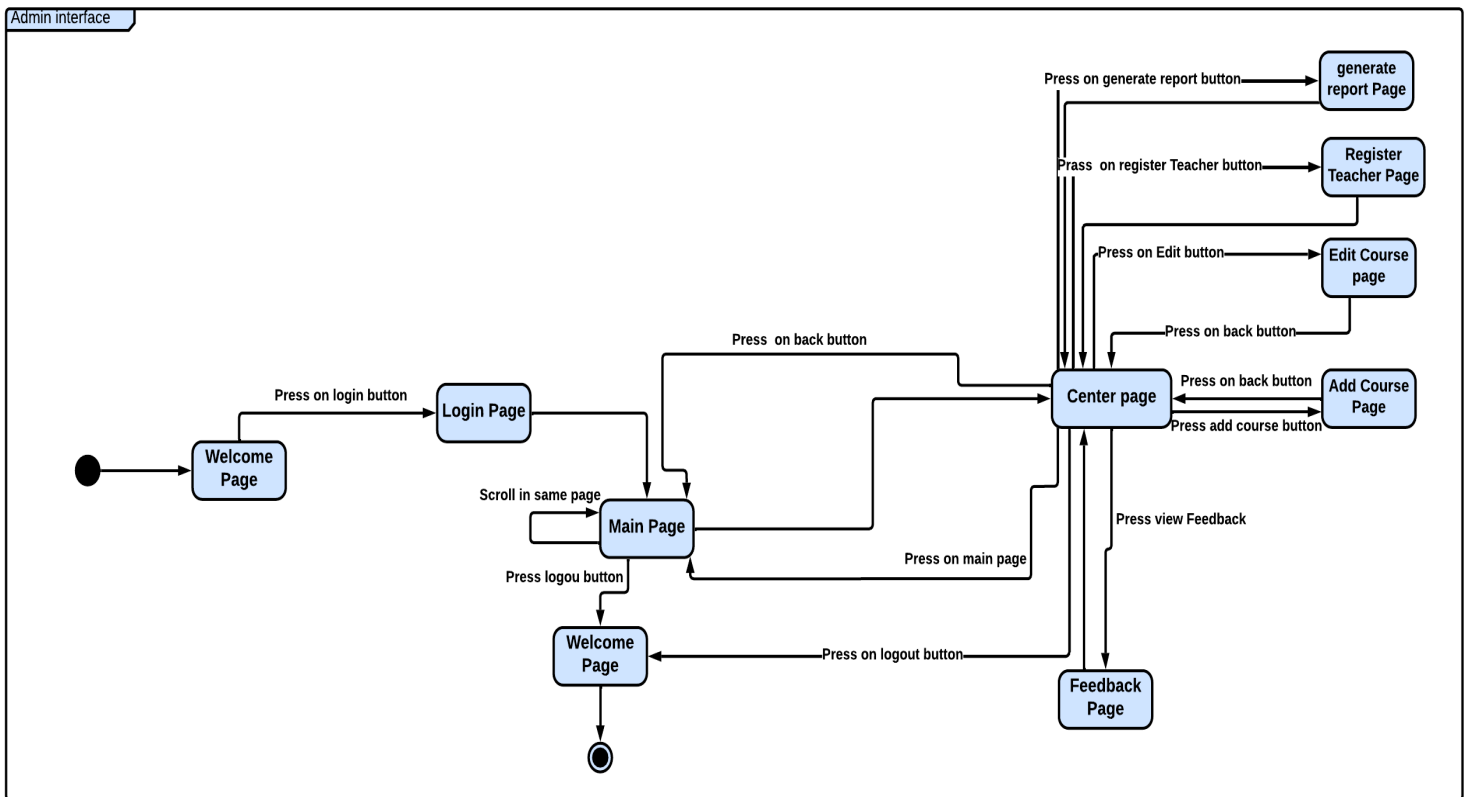 Admin interface
generate
report Page
Press on generate report button
Register
Teacher Page
Prass  on register Teacher button
Edit Course
page
Press on Edit button
Press on back button
Press  on back button
Center page
Press on back button
Add Course
Page
Press add course button
Press on login button
Login Page
Welcome
Page
Scroll in same page
Main Page
Press view Feedback
Press on main page
Press logou button
Welcome
Page
Press on logout button
Feedback
Page